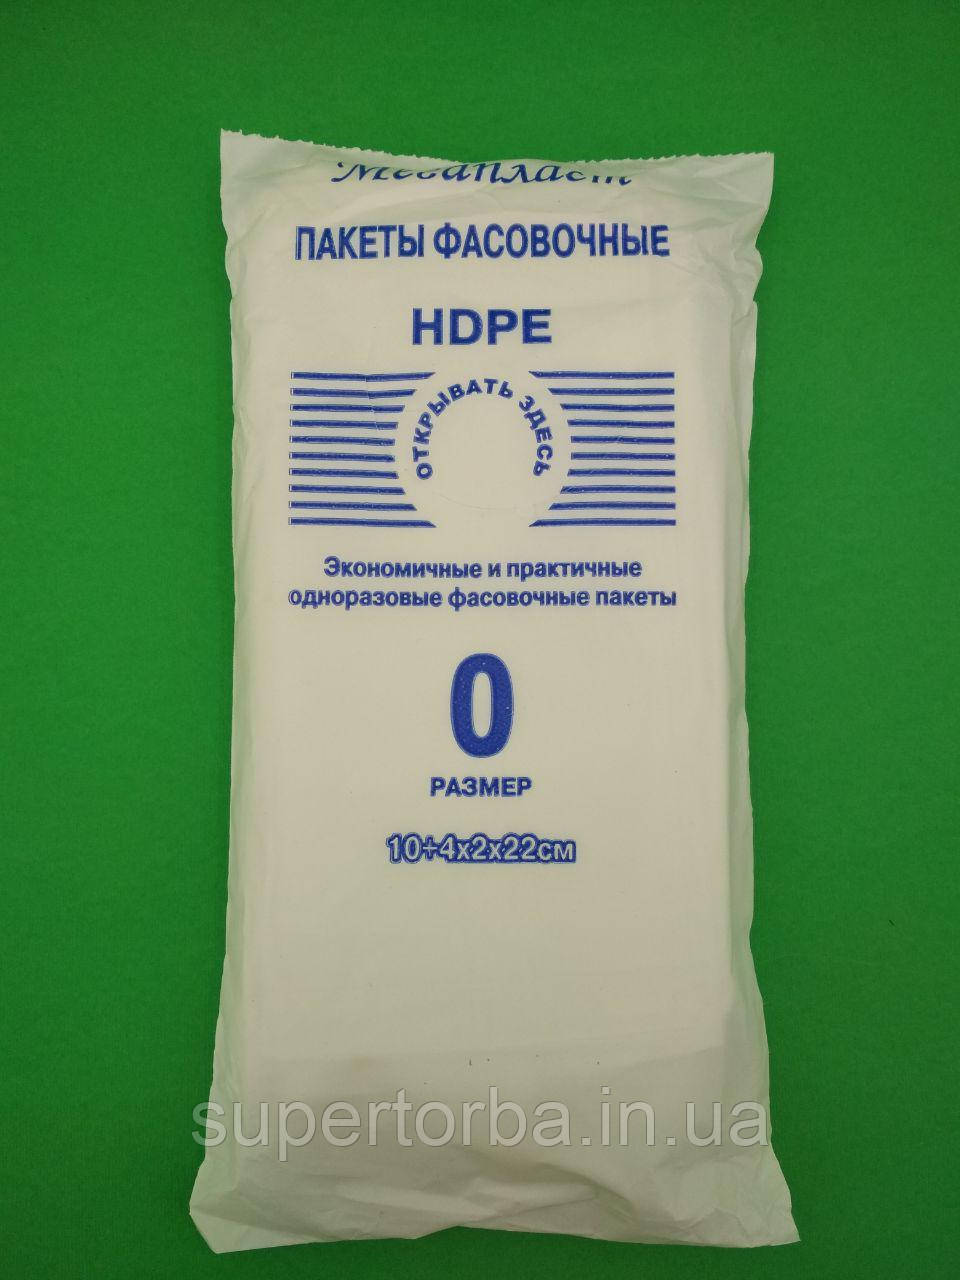 Мегапласт
ПАКЕТЫ ФАСОВОЧНЫЕ
HDPE
ОТКРЫВАТЬ ЗДЕСЬ
Экономичные и практичные
одноразовые фасовочные пакеты
0
РАЗМЕР
10+4х2х22см
supertorba.in.ua